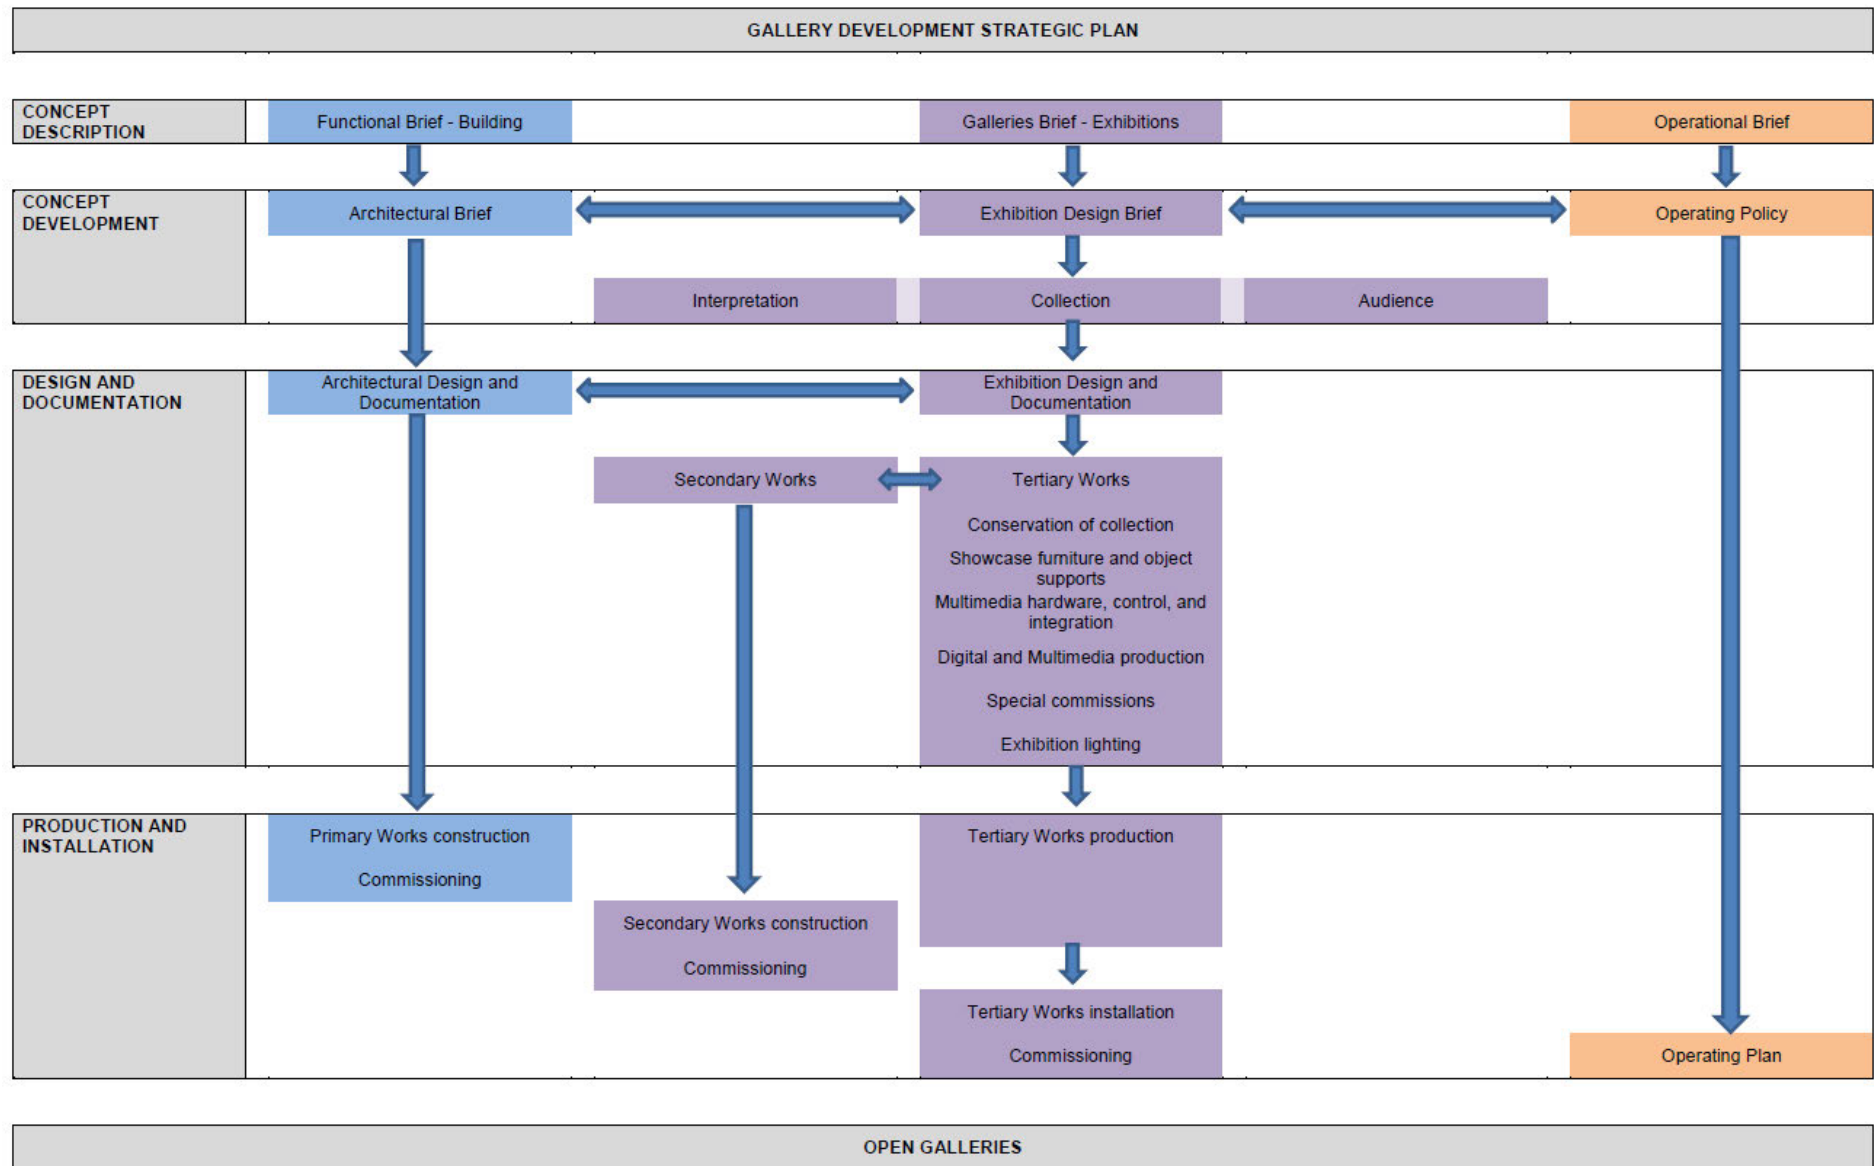 GALLERY DEVELOPMENT STRATEGIC PLAN
CONCEPT
DESCRIPTION
Functional Brief - Building
Galleries Brief - Exhibitions
Operational Brief
CONCEPT
DEVELOPMENT
Architectural Brief
Exhibition Design Brief
Operating Policy
Interpretation
Collection
Audience
DESIGN AND
DOCUMENTATION
Architectural Design and
Documentation
Exhibition Design and
Documentation
Secondary Works
Tertiary Works
Conservation of collection
Showcase furniture and object
supports
Multimedia hardware, control, and
integration
Digital and Multimedia production
Special commissions
Exhibition lighting
PRODUCTION AND
INSTALLATION
Primary Works construction
Commissioning
Secondary Works construction
Commissioning
Tertiary Works production
Tertiary Works installation
Commissioning
Operating Plan
OPEN GALLERIES